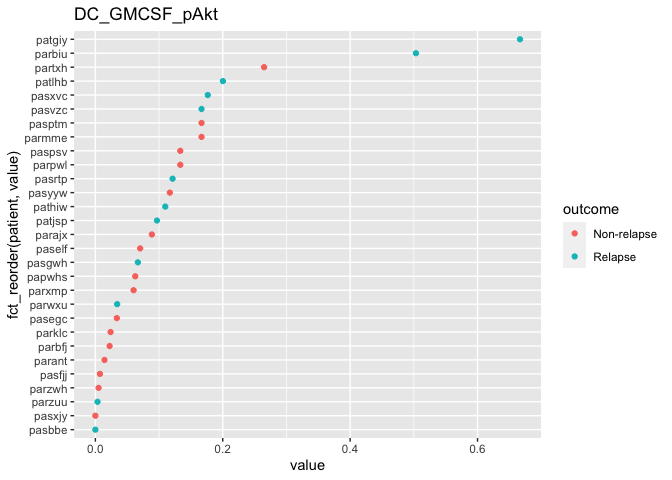 DC_GMCSF_pAkt
fct_reorder(patient, value)
patgiy
parbiu
partxh
patlhb
pasxvc
pasvzc
pasptm
parmme
paspsv
parpwl
pasrtp
pasyyw
pathiw
patjsp
parajx
paself
pasgwh
papwhs
parxmp
parwxu
pasegc
parklc
parbfj
parant
pasfjj
parzwh
parzuu
pasxjy
pasbbe
0.0 0.2 0.4 0.6
value
outcome
Non-relapse
Relapse